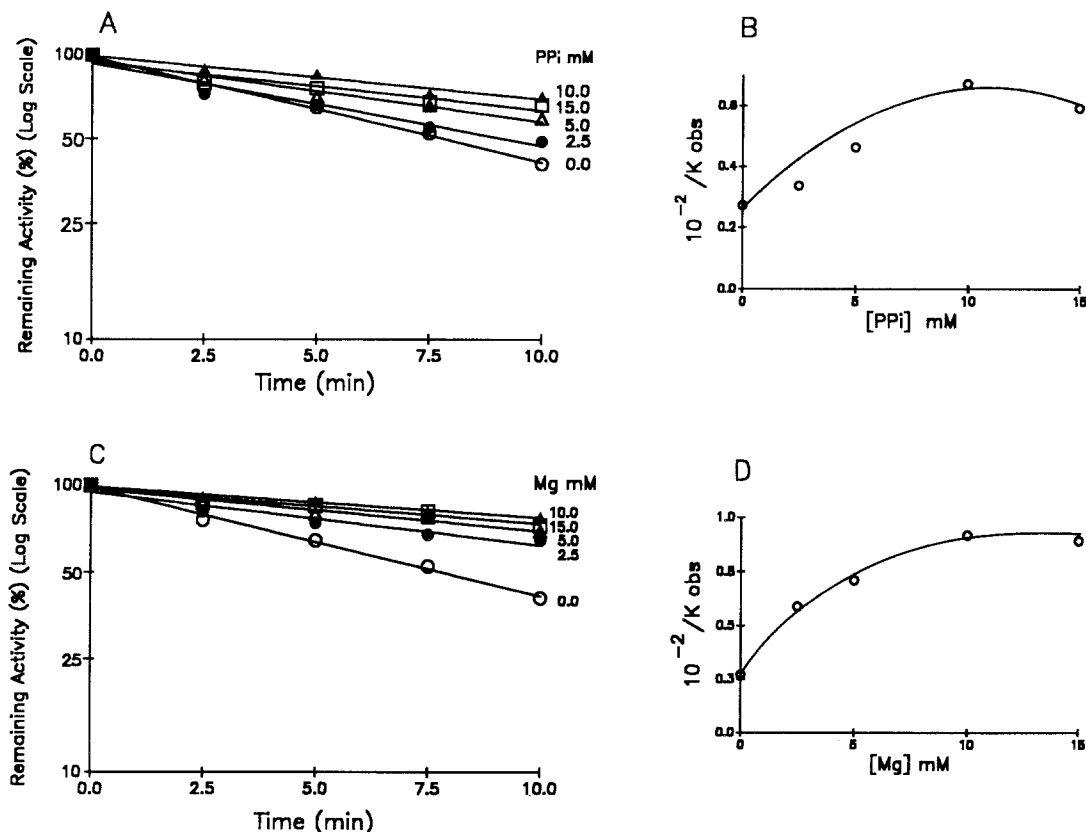 A
Remaining Activity (%) (Log Scale)
100
50
25
10
0.0 2.5 5.0 7.5 10.0
Time (min)
PPi mM
10.0
15.0
5.0
2.5
0.0
B
10⁻² /K obs
0.6
0.4
0.2
0.0
0 5 10 15
[PPi] mM
C
Remaining Activity (%) (Log Scale)
100
50
25
10
0.0 2.5 5.0 7.5 10.0
Time (min)
Mg mM
10.0
15.0
5.0
2.5
0.0
D
10⁻² /K obs
1.0
0.8
0.5
0.3
0.0
0 5 10 15
[Mg] mM